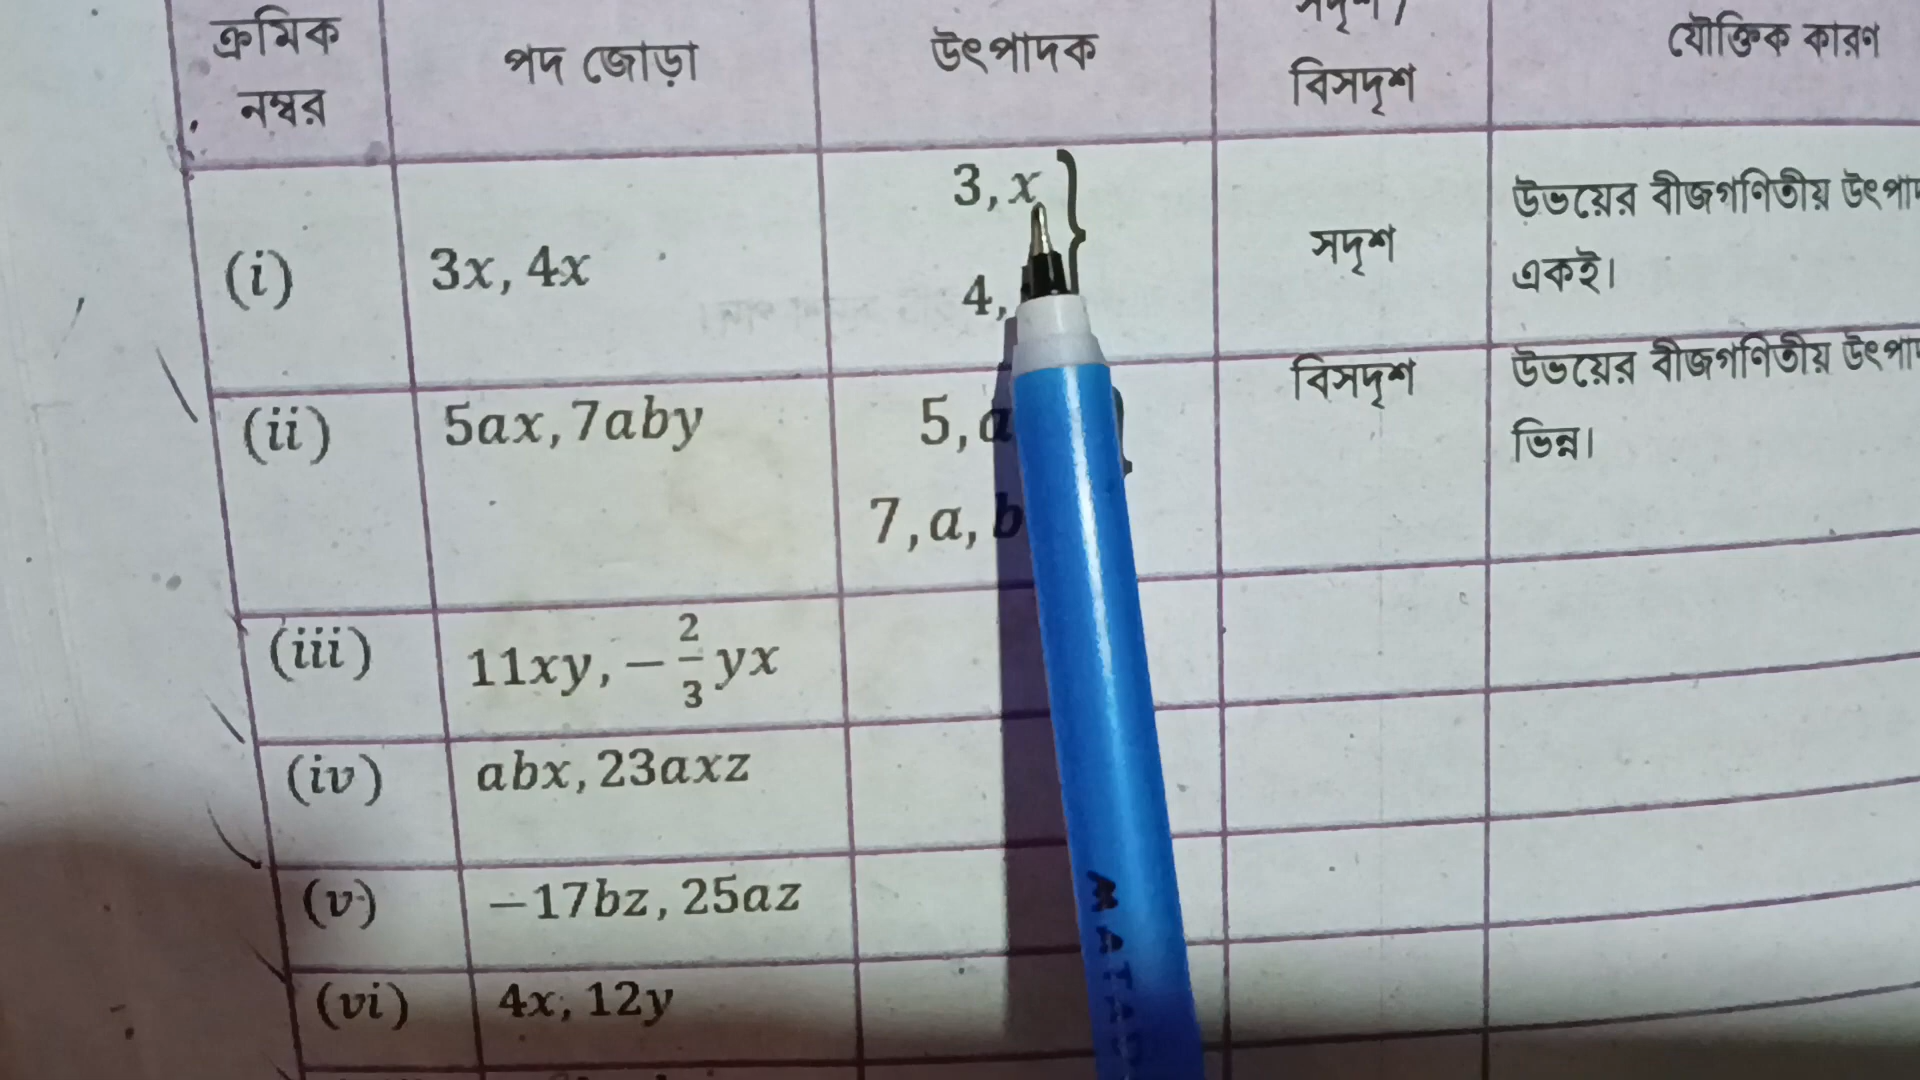 ক্রমিক নম্বর
পদ জোড়া
উৎপাদক
বিসদৃশ
যৌক্তিক কারণ
(i)
3x, 4x
3, x
4,
সদৃশ
উভয়ের বীজগণিতীয়
একই।
(ii)
5ax, 7aby
5, a
7, a, b
বিসদৃশ
উভয়ের বীজগণিতীয়
ভিন্ন।
(iii)
11xy, −2/3 yx
(iv)
abx, 23axz
(v)
−17bz, 25az
(vi)
4x, 12y
MATAD